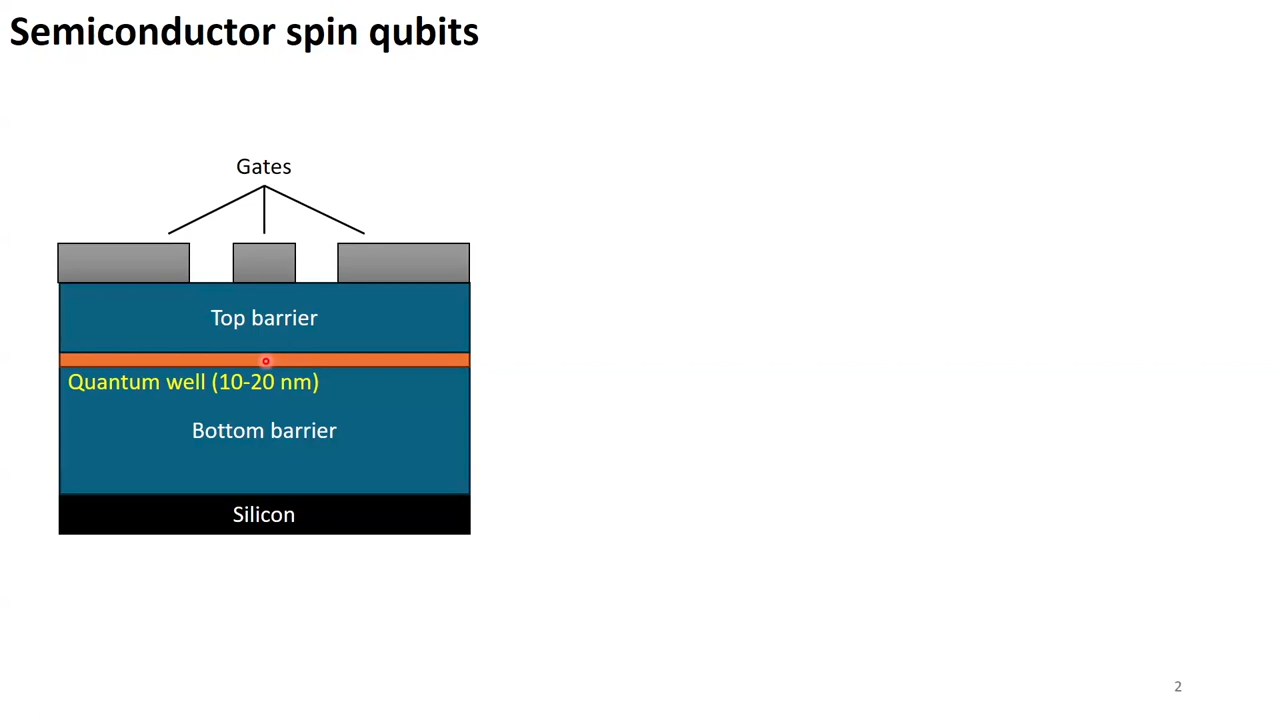 Semiconductor spin qubits
Gates
Top barrier
Quantum well (10-20 nm)
Bottom barrier
Silicon
2